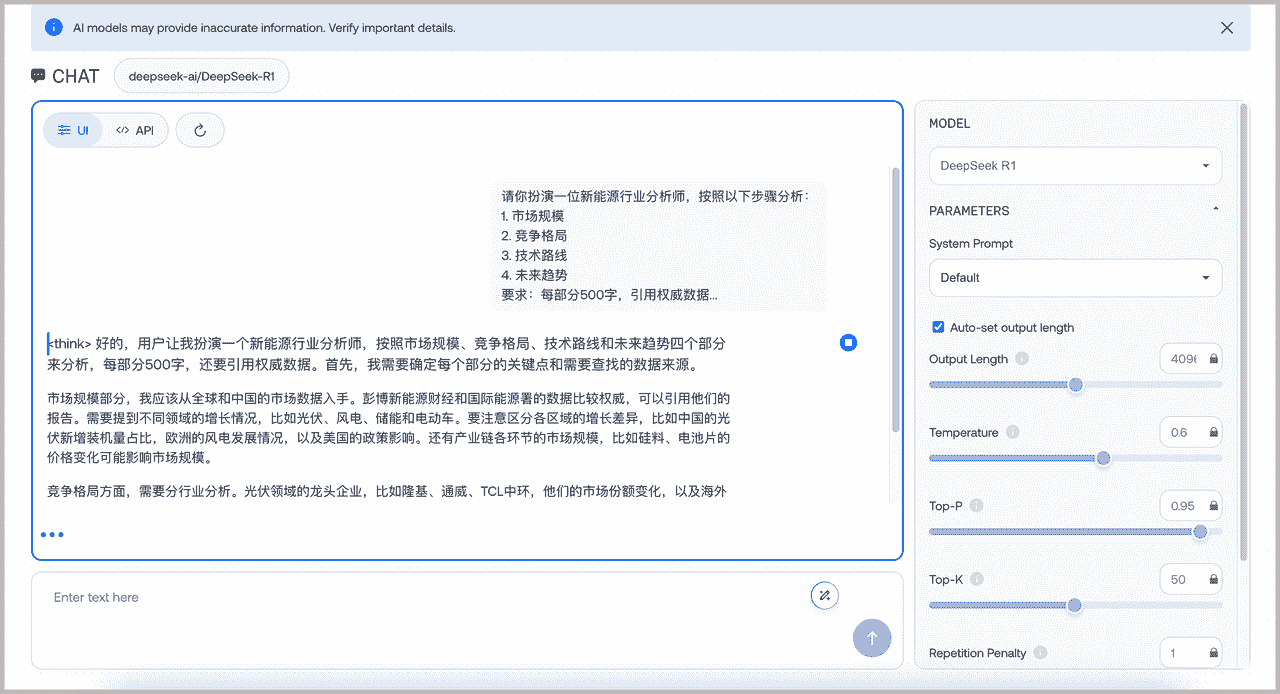 AI models may provide inaccurate information. Verify important details.
CHAT
deepseek-ai/DeepSeek-R1
UI
API
请你扮演一位新能源行业分析师，按照以下步骤分析：
1. 市场规模
2. 竞争格局
3. 技术路线
4. 未来趋势
要求：每部分500字，引用权威数据...
<think> 好的，用户让我扮演一个新能源行业分析师，按照市场规模、竞争格局、技术路线和未来趋势四个部分
来分析，每部分500字，还要引用权威数据。首先，我需要确定每个部分的关键点和需要查找的数据来源。
市场规模部分，我应该从全球和中国的市场数据入手。彭博新能源财经和国际能源署的数据比较权威，可以引用他们的
报告。需要提到不同领域的增长情况，比如光伏、风电、储能和电动车。要注意区分各区域的增长差异，比如中国的光
伏新增装机量占比，欧洲的风电发展情况，以及美国的政策影响。还有产业链各环节的市场规模，比如硅料、电池片的
价格变化可能影响市场规模。
竞争格局方面，需要分行业分析。光伏领域的龙头企业，比如隆基、通威、TCL中环，他们的市场份额变化，以及海外
Enter text here
MODEL
DeepSeek R1
PARAMETERS
System Prompt
Default
Auto-set output length
Output Length
4096
Temperature
0.6
Top-P
0.95
Top-K
50
Repetition Penalty
1